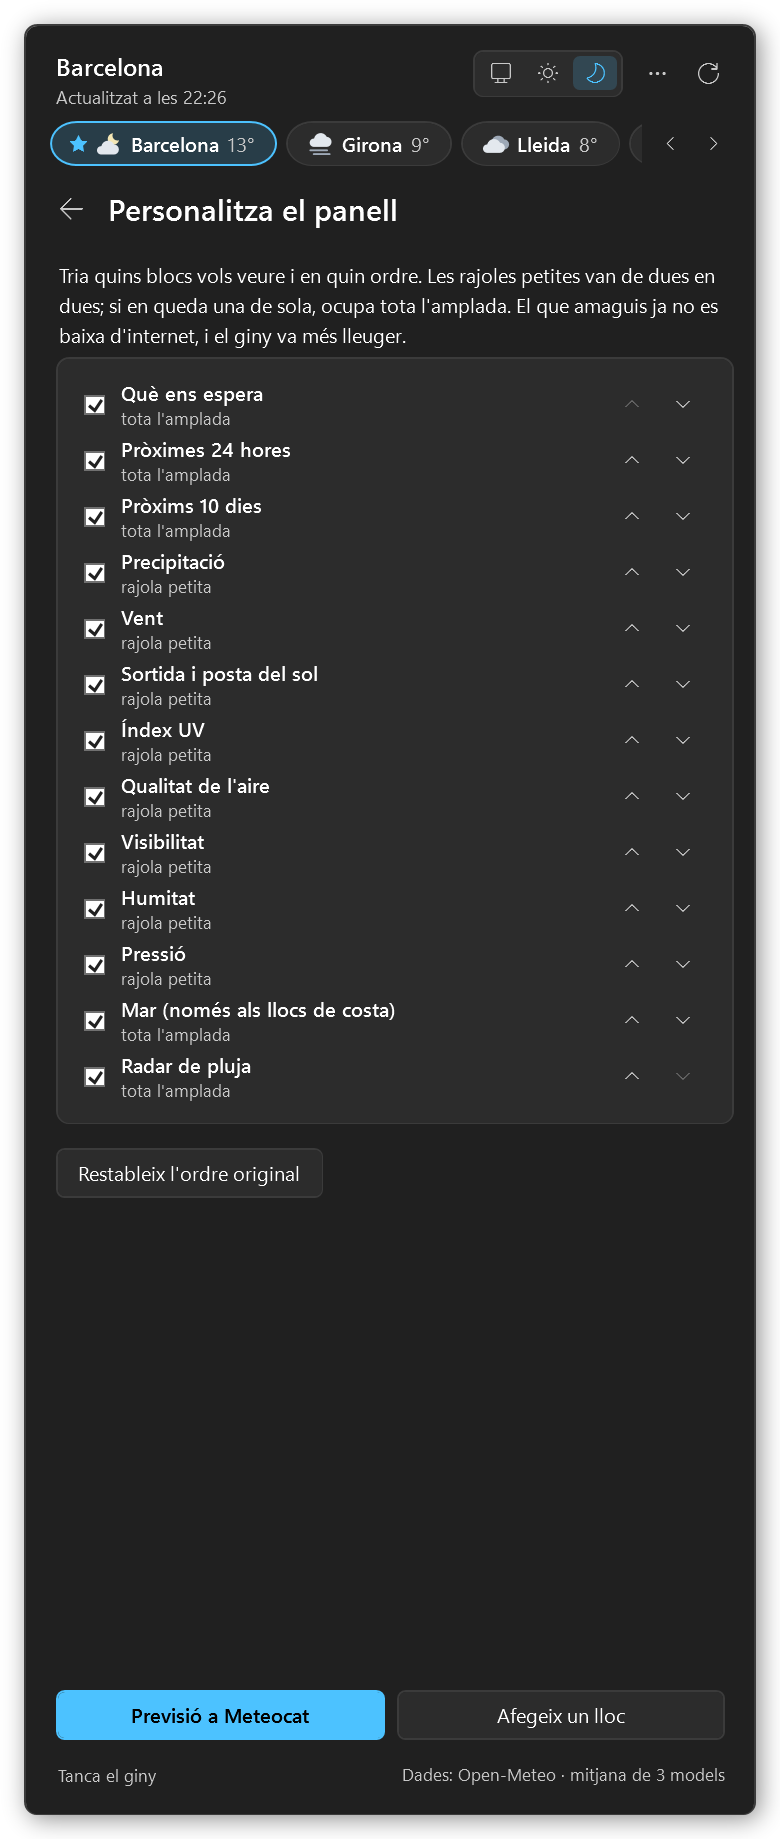 Barcelona
Actualitzat a les 22:26
Barcelona 13°
Girona 9°
Lleida 8°
Personalitza el panell
Tria quins blocs vols veure i en quin ordre. Les rajoles petites van de dues en
dues; si en queda una de sola, ocupa tota l'amplada. El que amaguis ja no es
baixa d'internet, i el giny va més lleuger.
Què ens espera
tota l'amplada
Pròximes 24 hores
tota l'amplada
Pròxims 10 dies
tota l'amplada
Precipitació
rajola petita
Vent
rajola petita
Sortida i posta del sol
rajola petita
Índex UV
rajola petita
Qualitat de l'aire
rajola petita
Visibilitat
rajola petita
Humitat
rajola petita
Pressió
rajola petita
Mar (només als llocs de costa)
tota l'amplada
Radar de pluja
tota l'amplada
Restableix l'ordre original
Previsió a Meteocat
Afegeix un lloc
Tanca el giny
Dades: Open-Meteo · mitjana de 3 models